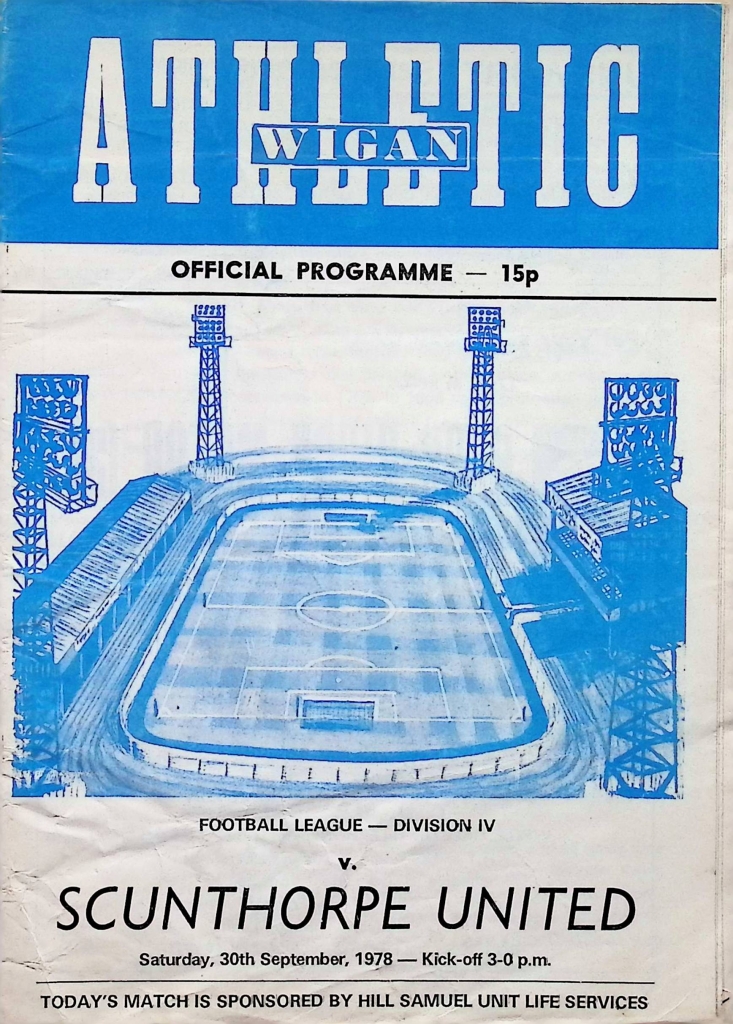 ATHLETIC
WIGAN
OFFICIAL PROGRAMME — 15p
FOOTBALL LEAGUE — DIVISION IV
v.
SCUNTHORPE UNITED
Saturday, 30th September, 1978 — Kick-off 3-0 p.m.
TODAY'S MATCH IS SPONSORED BY HILL SAMUEL UNIT LIFE SERVICES